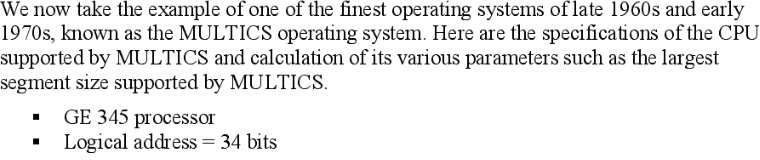 We now take the example of one of the finest operating systems of late 1960s and early
1970s, known as the MULTICS operating system. Here are the specifications of the CPU
supported by MULTICS and calculation of its various parameters such as the largest
segment size supported by MULTICS.
▪ GE 345 processor
▪ Logical address = 34 bits